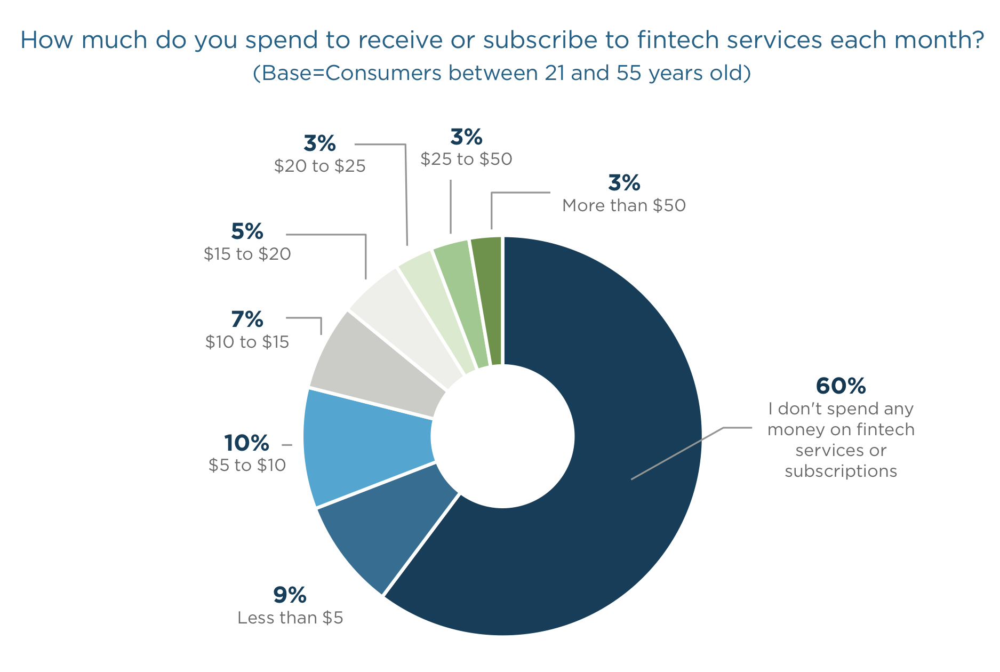 How much do you spend to receive or subscribe to fintech services each month?
(Base=Consumers between 21 and 55 years old)
3%
$20 to $25
3%
$25 to $50
3%
More than $50
5%
$15 to $20
7%
$10 to $15
60%
I don't spend any
money on fintech
services or
subscriptions
10%
$5 to $10
9%
Less than $5